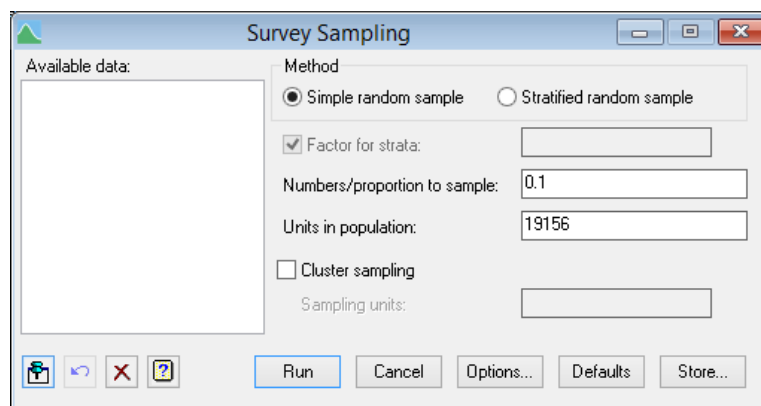 Survey Sampling
Available data:
Method
Simple random sample
Stratified random sample
Factor for strata:
Numbers/proportion to sample:
0.1
Units in population:
19156
Cluster sampling
Sampling units:
Run
Cancel
Options...
Defaults
Store...